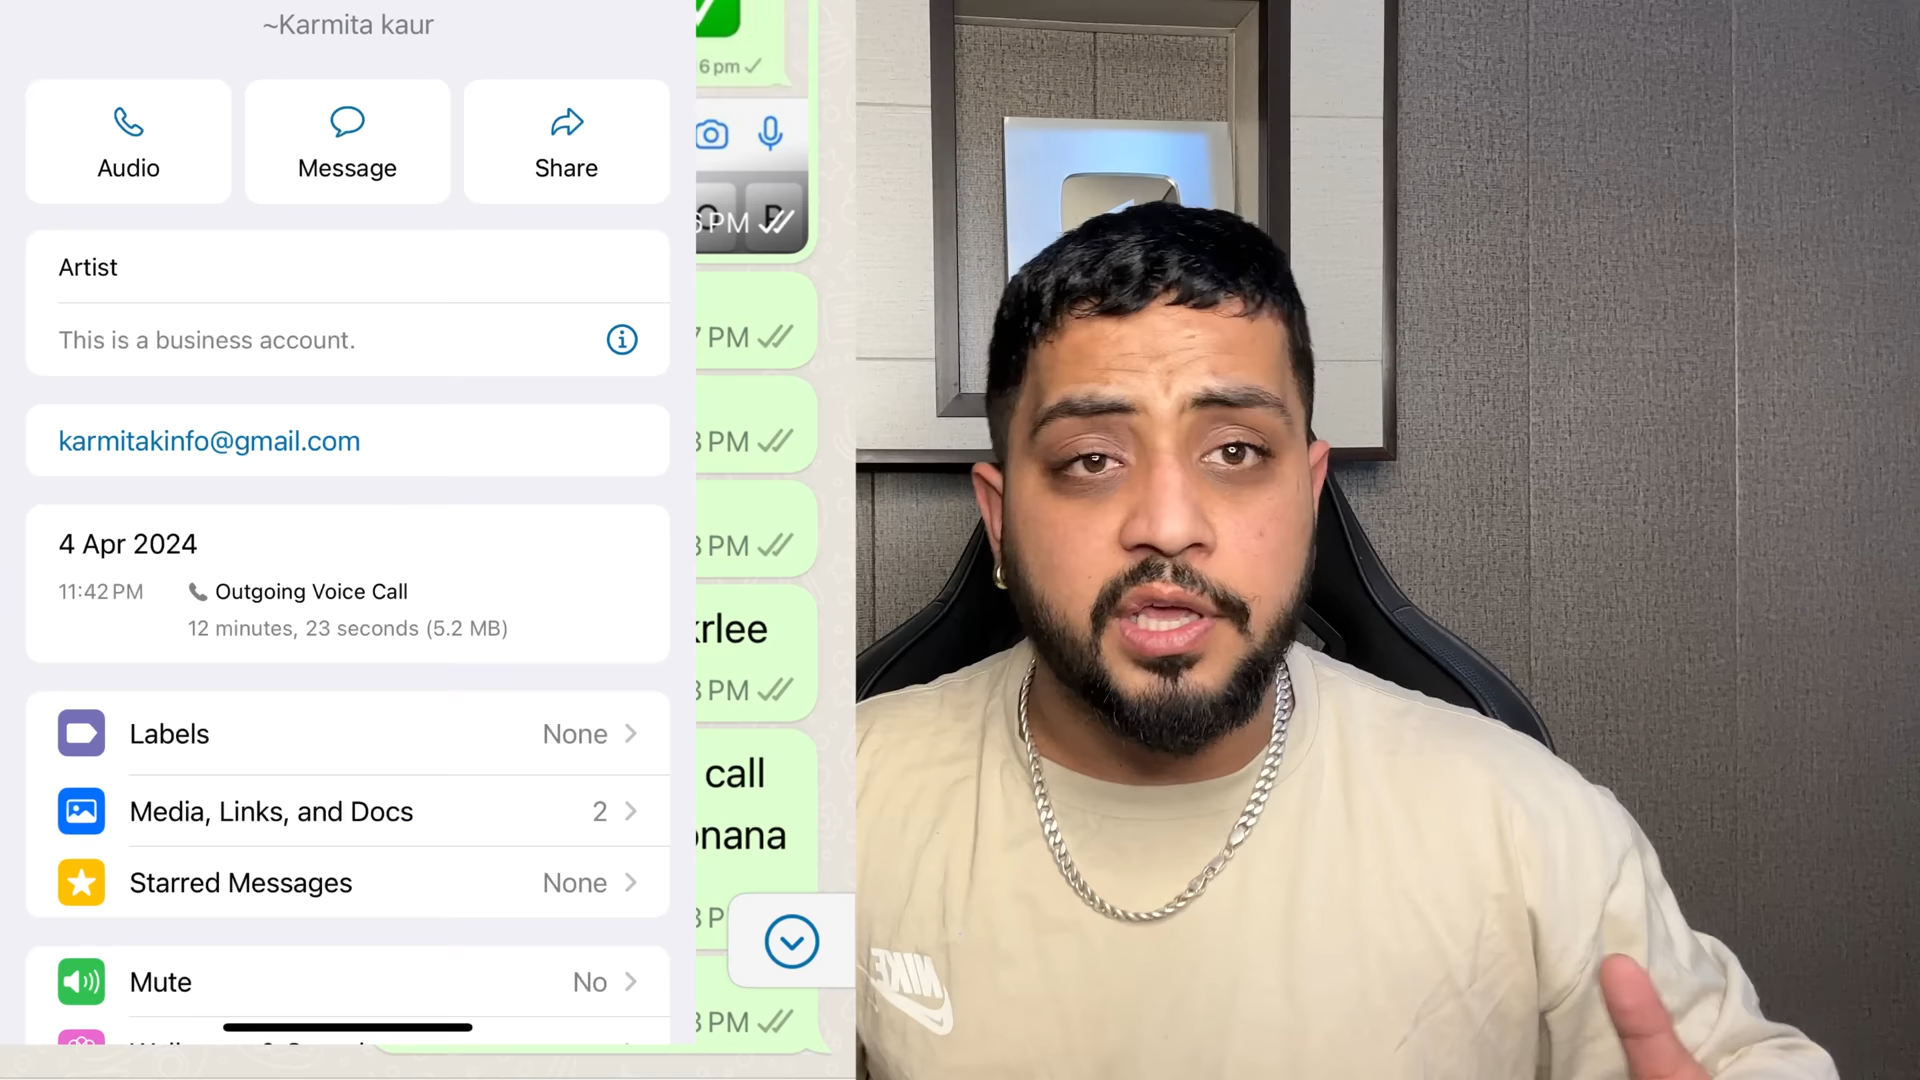 ~Karmita kaur
Audio
Message
Share
Artist
This is a business account.
karmitakinfo@gmail.com
4 Apr 2024
11:42 PM
Outgoing Voice Call
12 minutes, 23 seconds (5.2 MB)
Labels
None
Media, Links, and Docs
2
Starred Messages
None
Mute
No
6 pm
PM
PM
PM
PM
krlee
PM
call
PM
NIKE